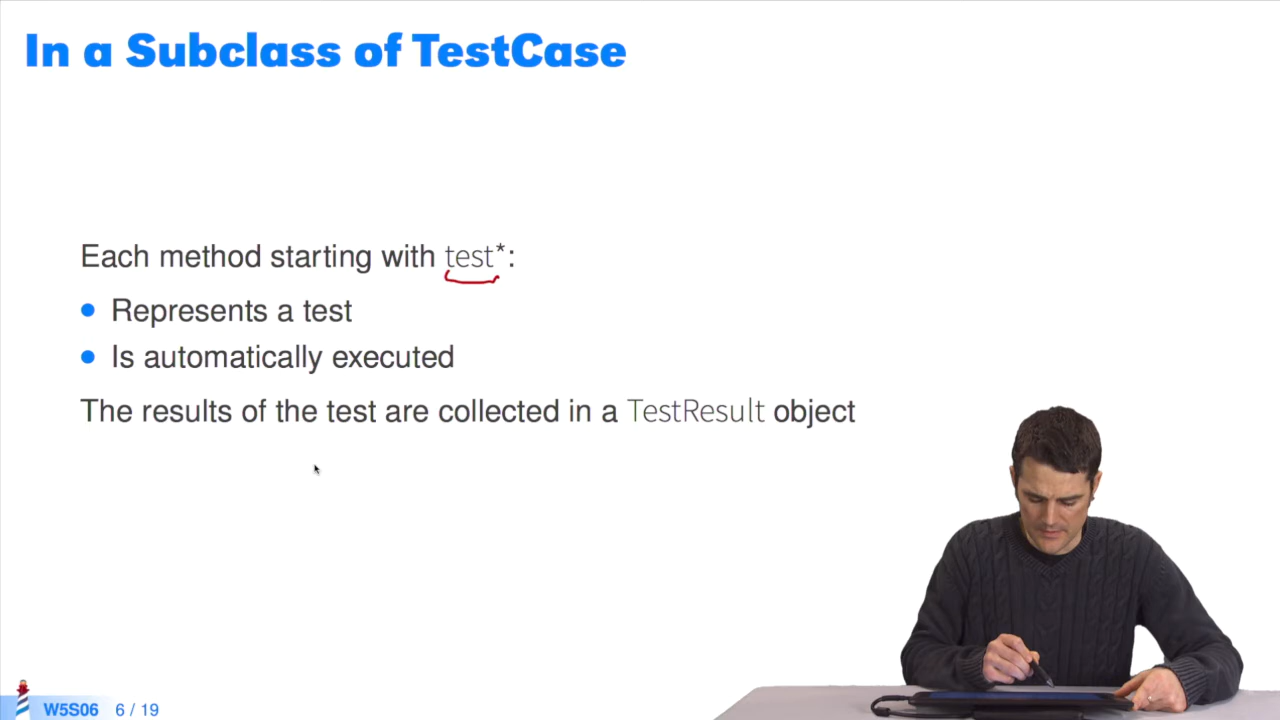 In a Subclass of TestCase
Each method starting with test*:
Represents a test
Is automatically executed
The results of the test are collected in a TestResult object
W5S06 6 / 19